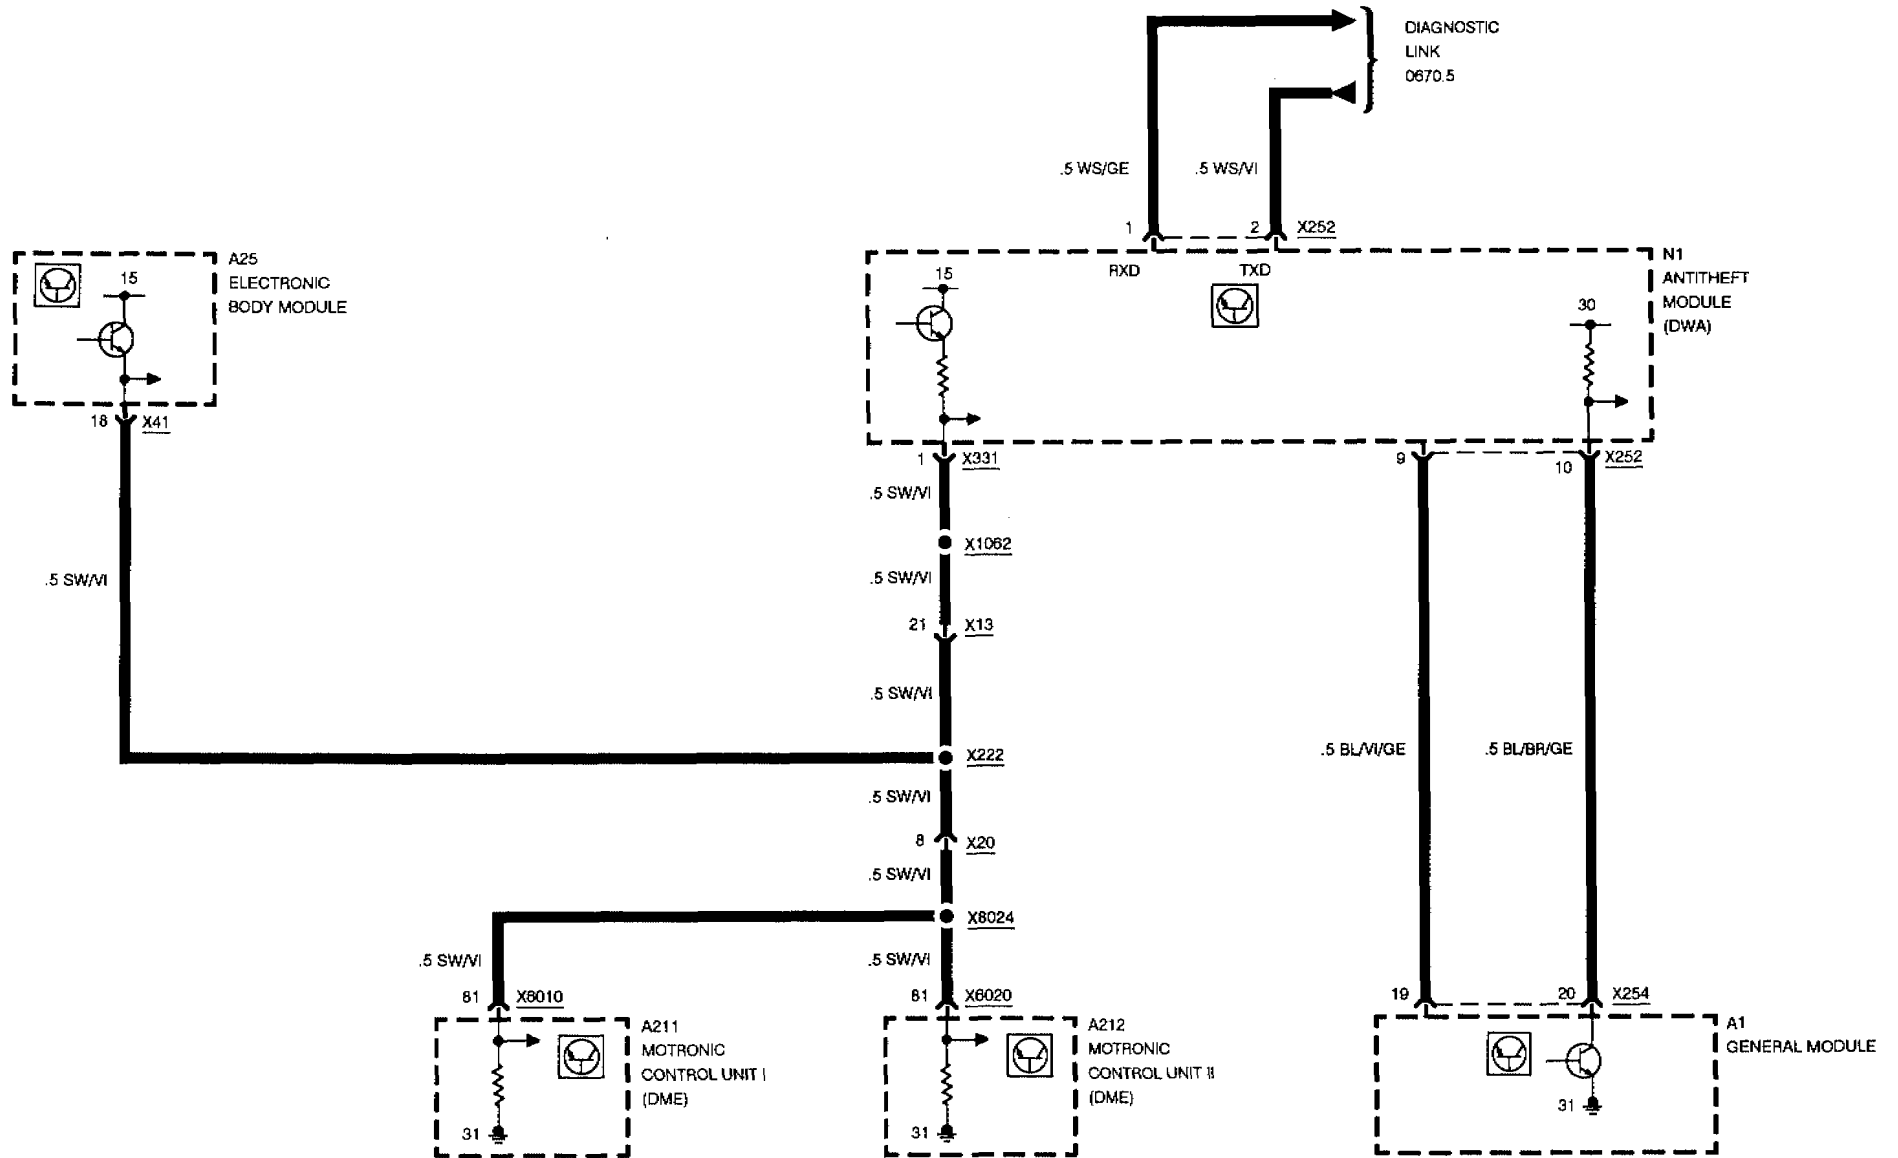 DIAGNOSTIC
LINK
0670.5
.5 WS/GE
.5 WS/VI
1
2
X252
A25
ELECTRONIC
BODY MODULE
15
18
X41
.5 SW/VI
N1
ANTITHEFT
MODULE
(DWA)
RXD
TXD
15
30
1
X331
9
10
X252
.5 SW/VI
X1062
.5 SW/VI
21
X13
.5 SW/VI
X222
.5 SW/VI
8
X20
.5 SW/VI
X8024
.5 BL/VI/GE
.5 BL/BR/GE
.5 SW/VI
.5 SW/VI
81
X6010
81
X6020
19
20
X254
A211
MOTRONIC
CONTROL UNIT I
(DME)
31
A212
MOTRONIC
CONTROL UNIT II
(DME)
31
A1
GENERAL MODULE
31